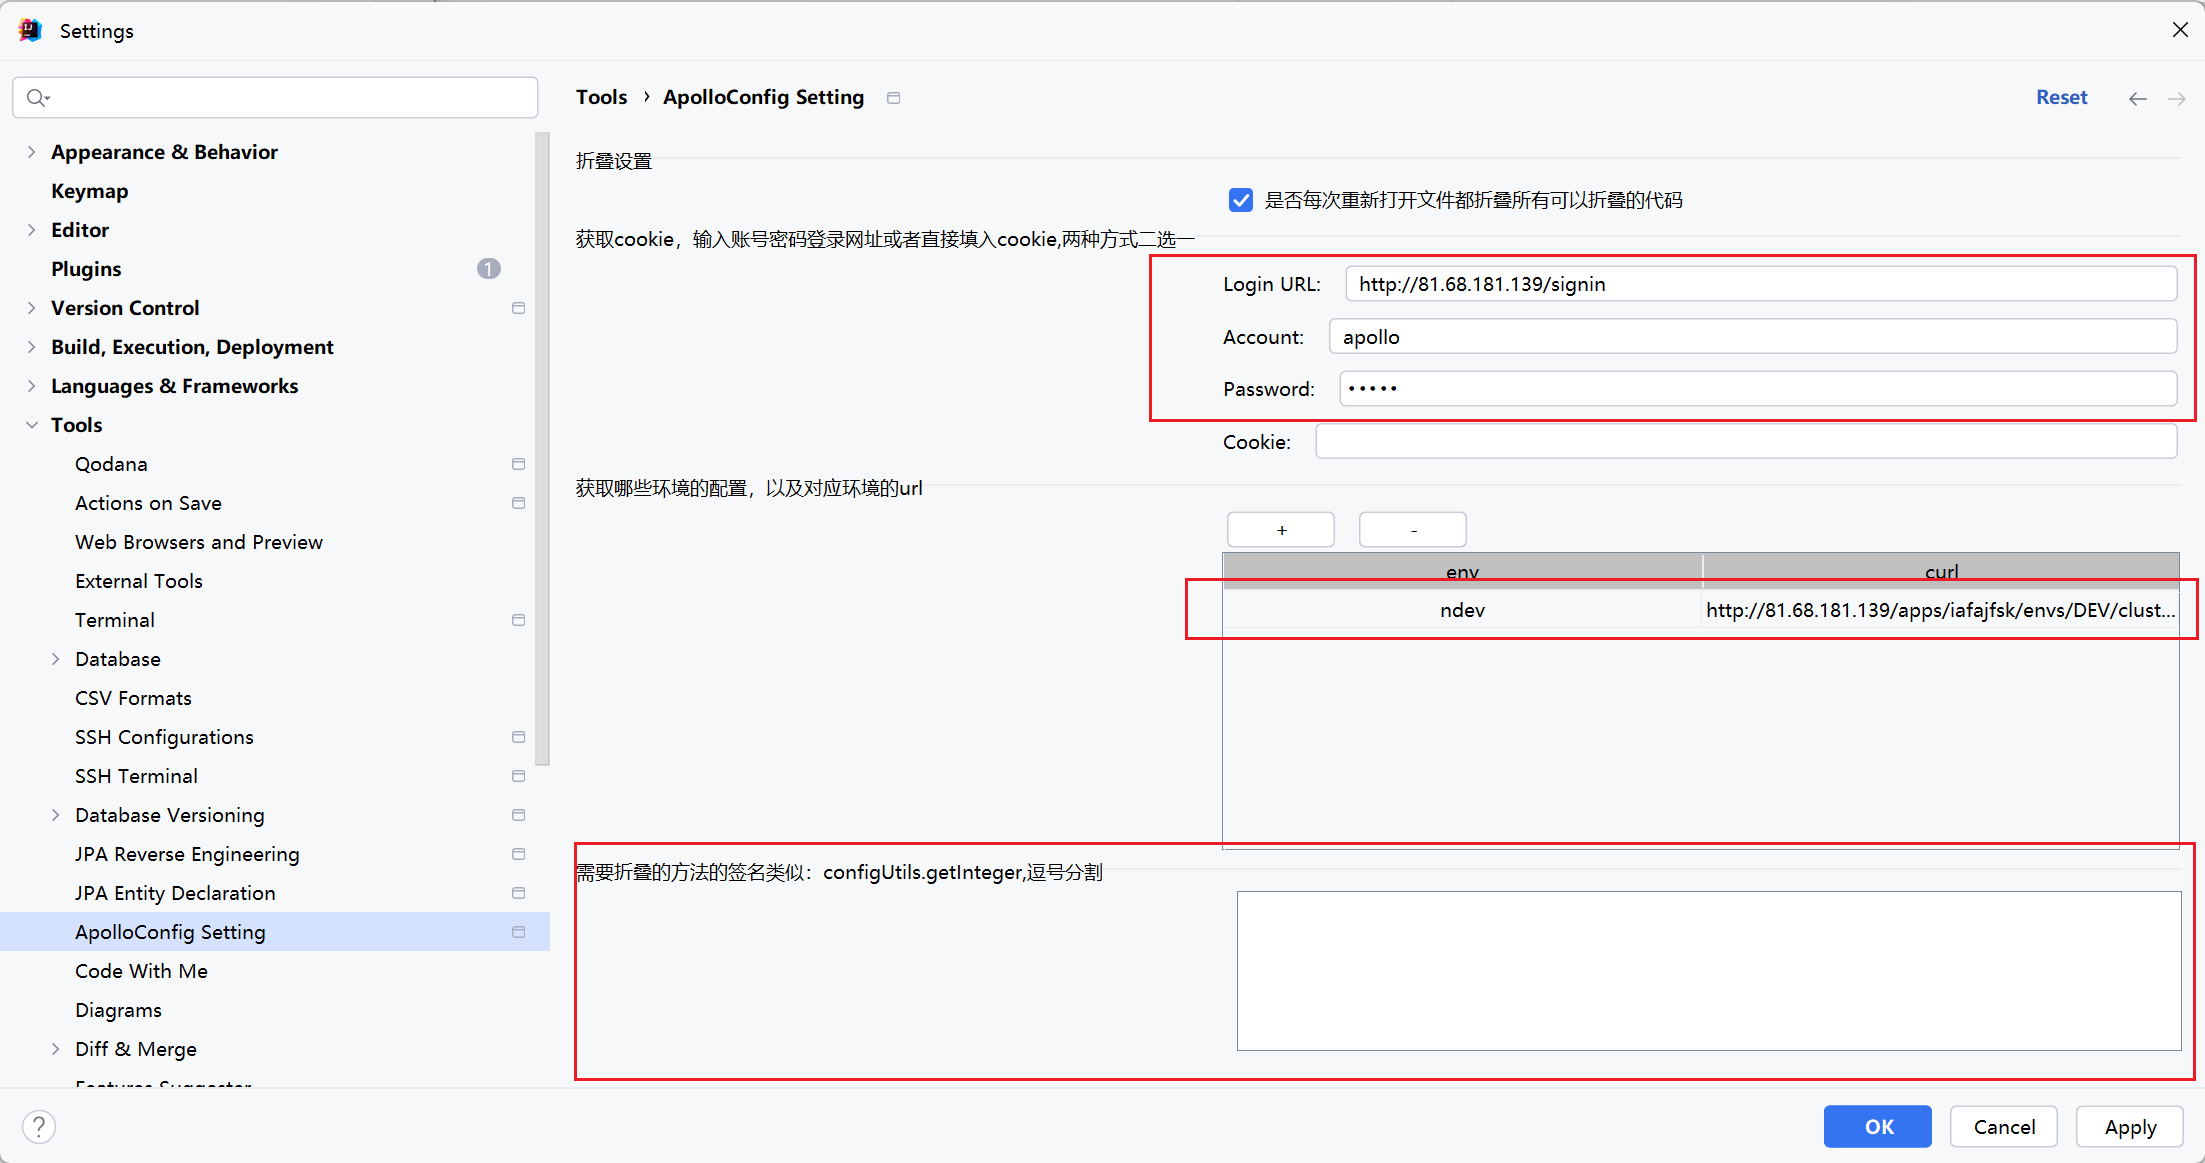 Settings
Tools › ApolloConfig Setting
Reset
Appearance & Behavior
Keymap
Editor
Plugins
1
Version Control
Build, Execution, Deployment
Languages & Frameworks
Tools
Qodana
Actions on Save
Web Browsers and Preview
External Tools
Terminal
Database
CSV Formats
SSH Configurations
SSH Terminal
Database Versioning
JPA Reverse Engineering
JPA Entity Declaration
ApolloConfig Setting
Code With Me
Diagrams
Diff & Merge
Features Suggester
折叠设置
是否每次重新打开文件都折叠所有可以折叠的代码
获取cookie，输入账号密码登录网址或者直接填入cookie,两种方式二选一
Login URL: http://81.68.181.139/signin
Account: apollo
Password: •••••
Cookie:
获取哪些环境的配置，以及对应环境的url
+ -
env curl
ndev http://81.68.181.139/apps/iafajfsk/envs/DEV/clust...
需要折叠的方法的签名类似：configUtils.getInteger,逗号分割
?
OK Cancel Apply